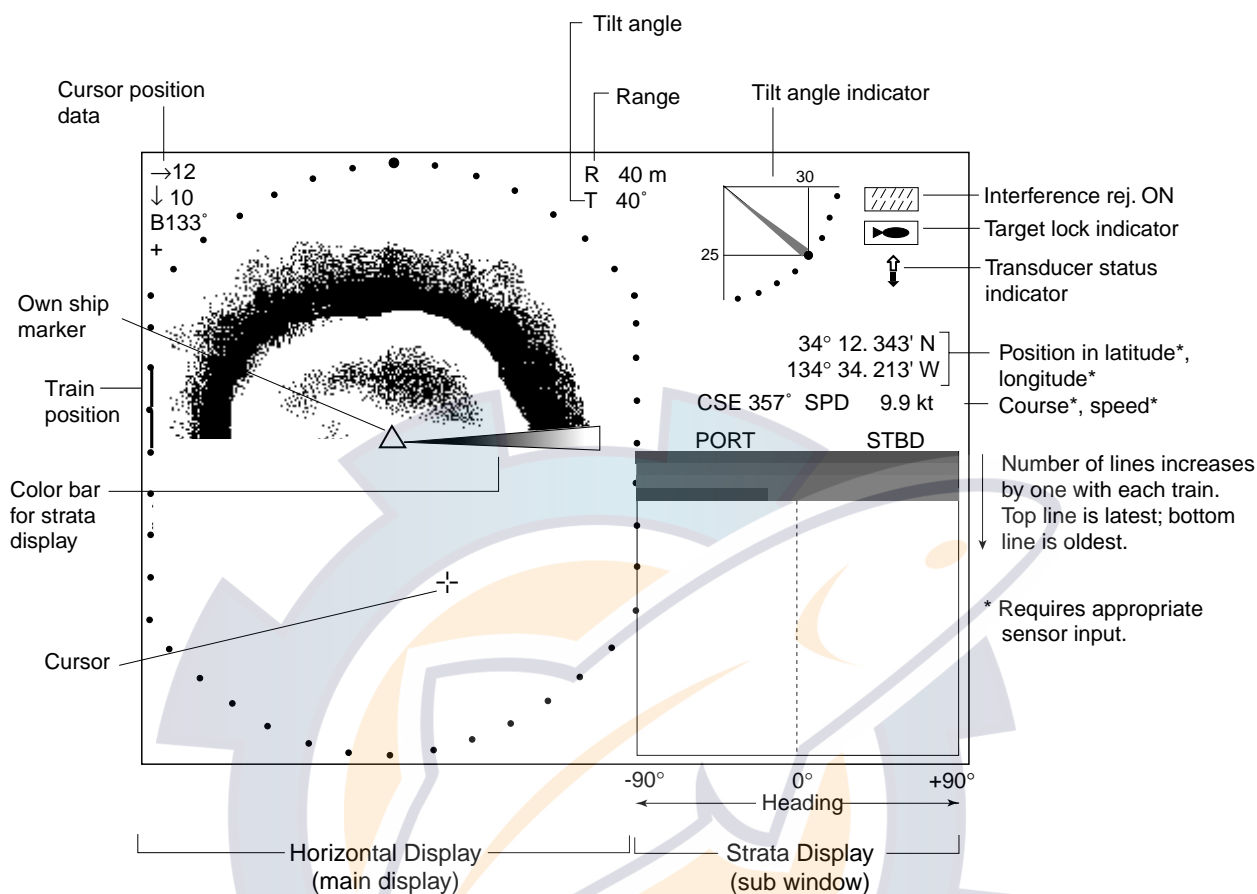 Tilt angle
Cursor position
data
Range
Tilt angle indicator
→12
↓ 10
B133°
+
R 40 m
T 40°
30
25
Interference rej. ON
Target lock indicator
Transducer status
indicator
Own ship
marker
Train
position
34° 12. 343' N
134° 34. 213' W
Position in latitude*,
longitude*
CSE 357° SPD 9.9 kt
Course*, speed*
PORT STBD
Color bar
for strata
display
Number of lines increases
by one with each train.
Top line is latest; bottom
line is oldest.
* Requires appropriate
sensor input.
Cursor
-90° 0° +90°
Heading
Horizontal Display
(main display)
Strata Display
(sub window)